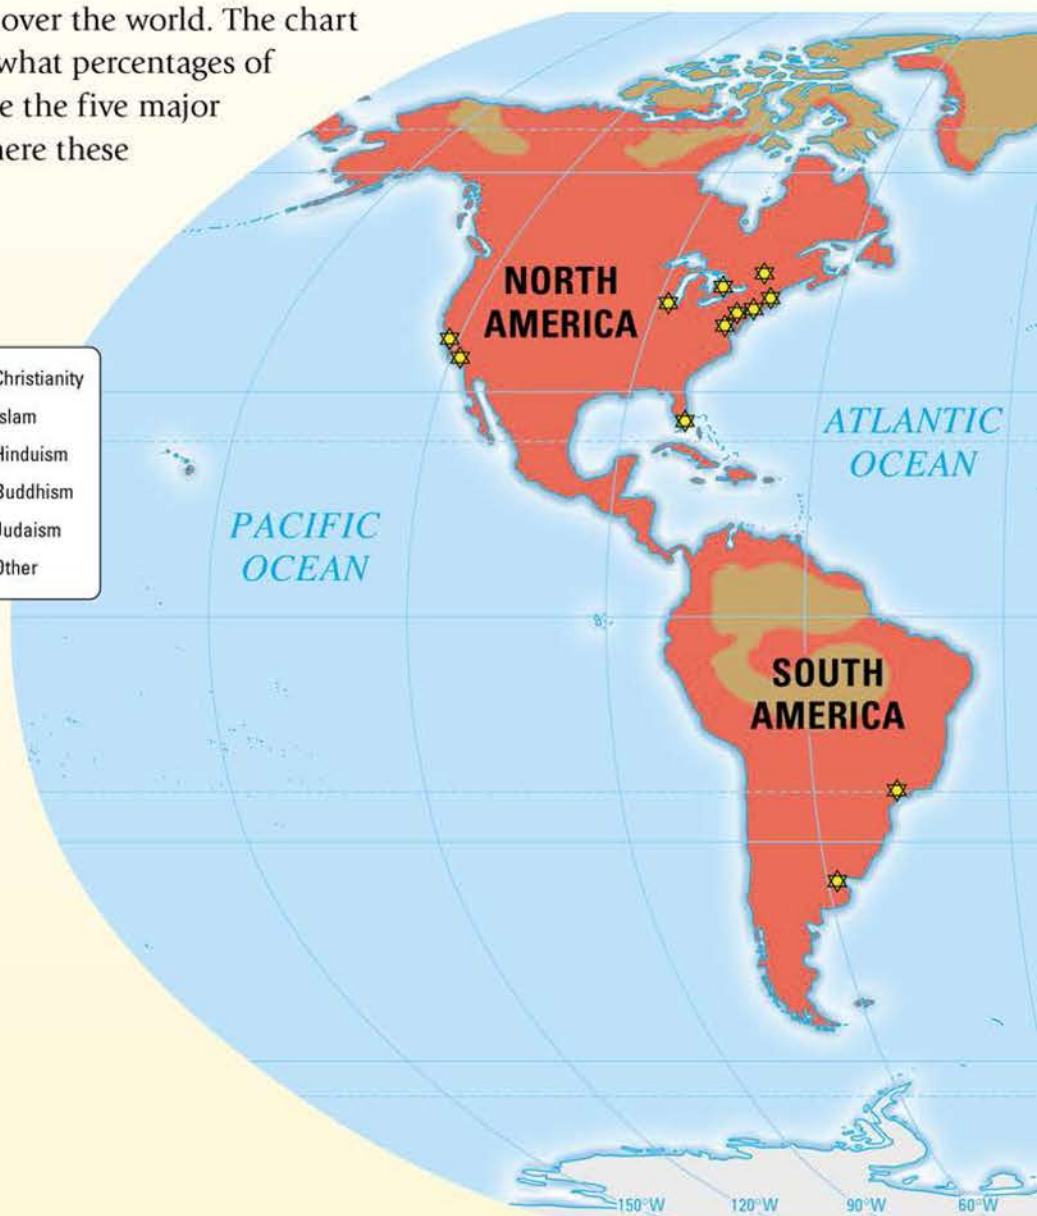 over the world. The chart
what percentages of
e the five major
here these
Christianity
Islam
Hinduism
Buddhism
Judaism
Other
NORTH
AMERICA
ATLANTIC
OCEAN
PACIFIC
OCEAN
SOUTH
AMERICA
150°W
120°W
90°W
60°W